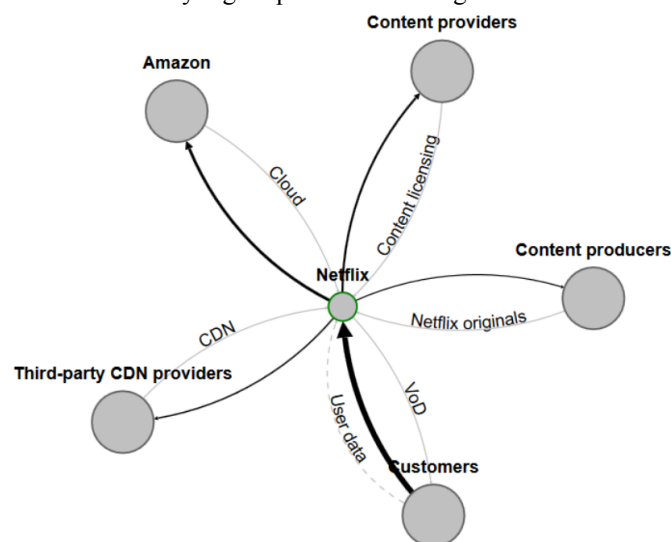 Content providers
Amazon
Cloud
Content licensing
Content producers
Netflix
Netflix originals
CDN
Third-party CDN providers
VoD
User data
Customers